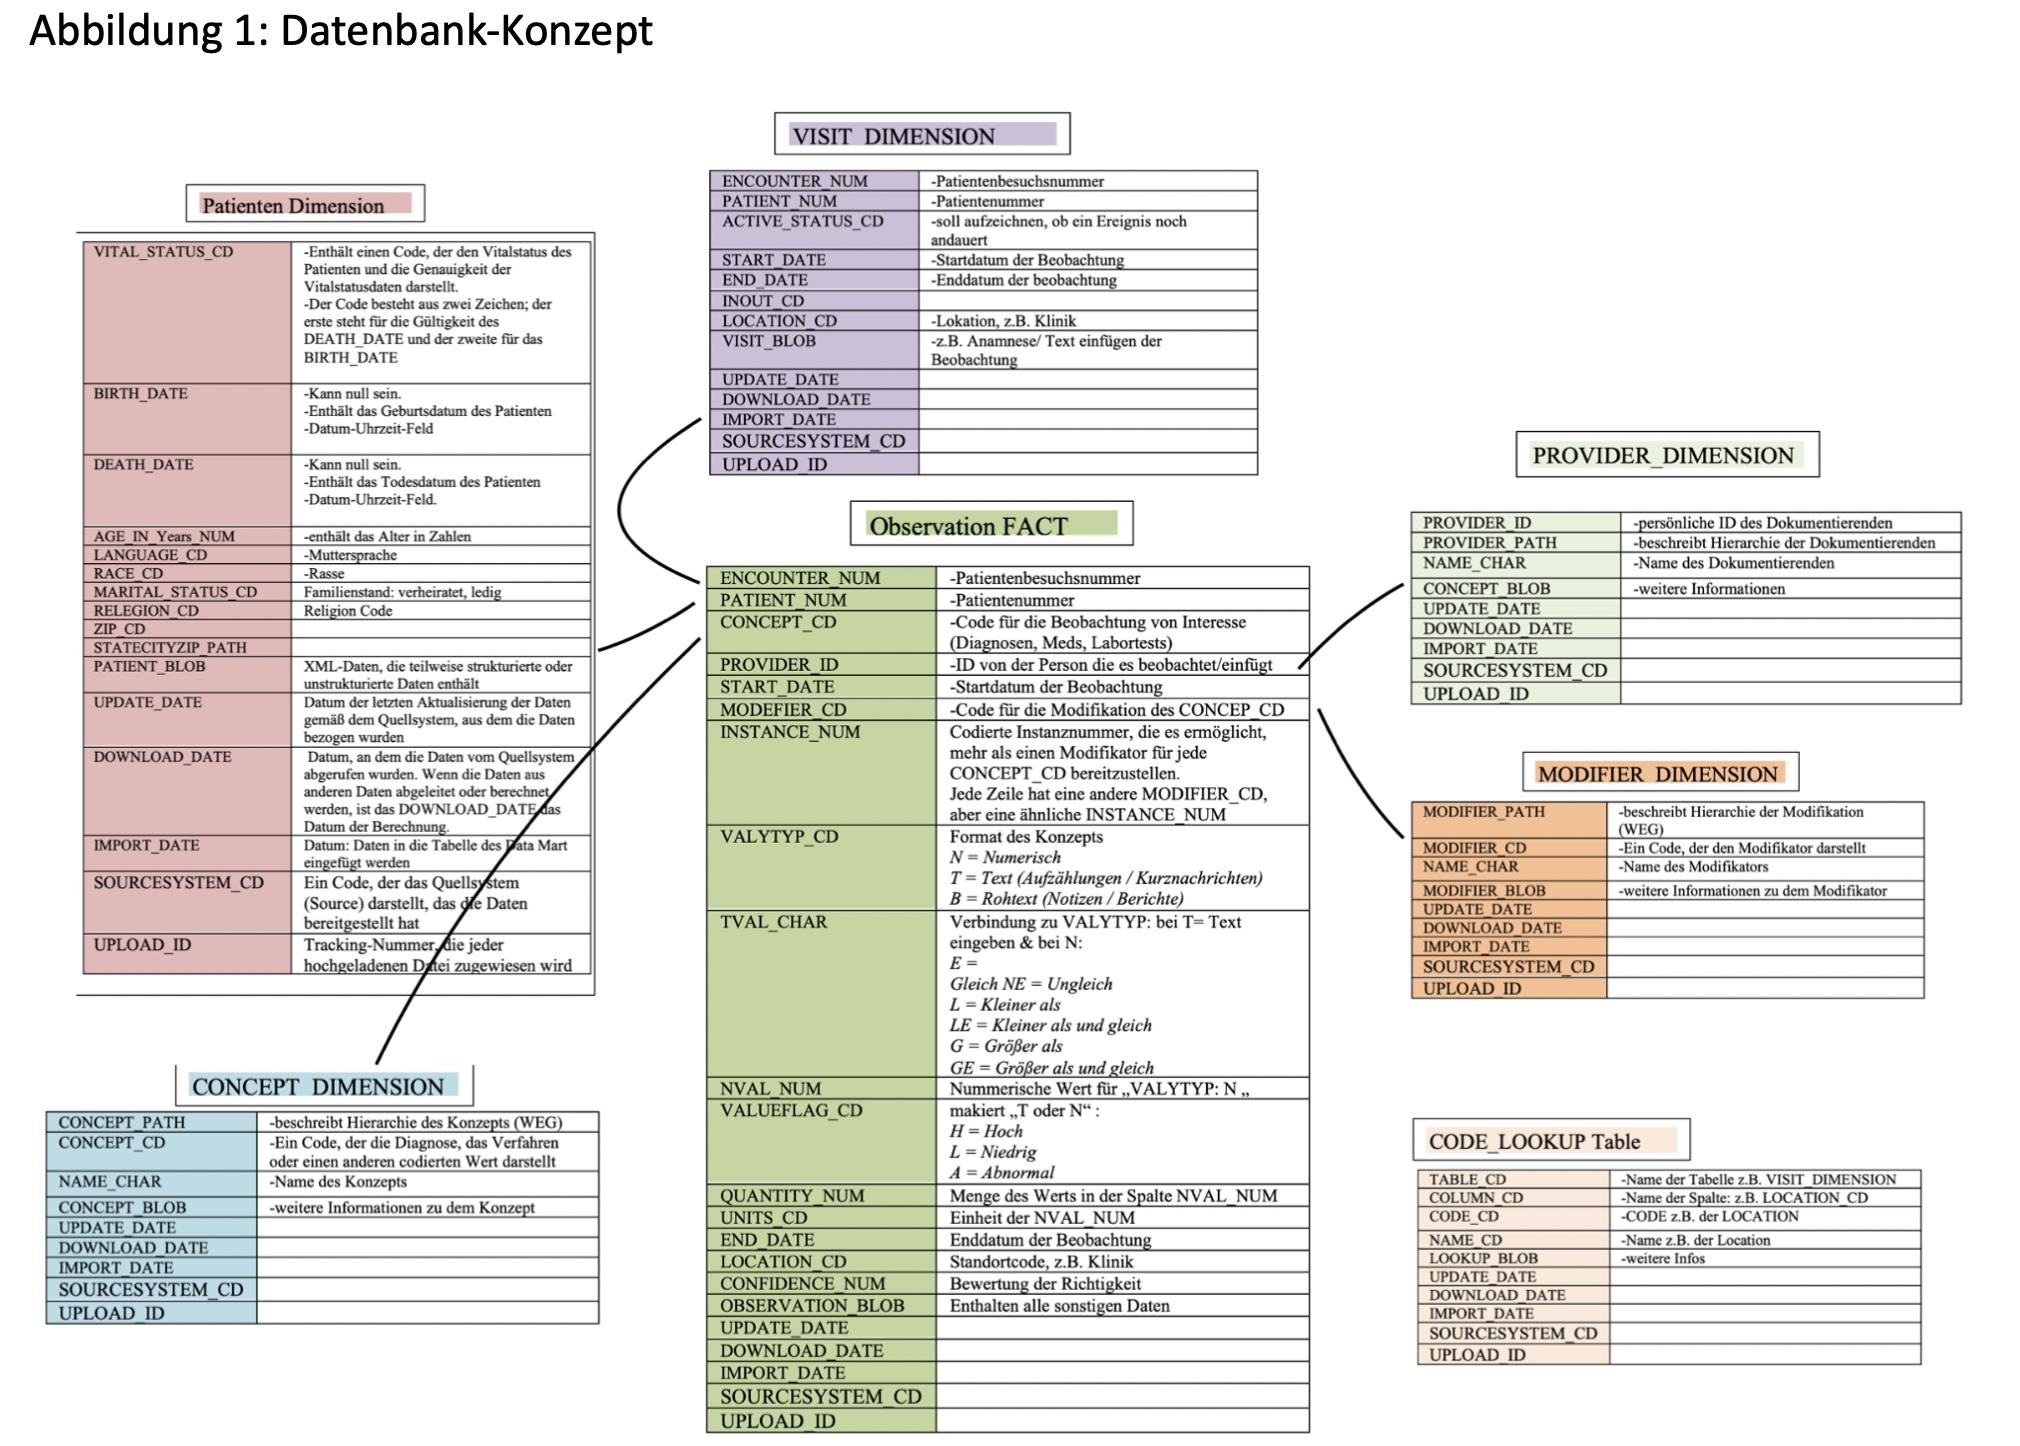 Abbildung 1: Datenbank-Konzept
VISIT_DIMENSION
ENCOUNTER_NUM -Patientenbesuchsnummer
PATIENT_NUM -Patientenummer
ACTIVE_STATUS_CD -soll aufzeichnen, ob ein Ereignis noch
andauert
START_DATE -Startdatum der Beobachtung
END_DATE -Enddatum der beobachtung
INOUT_CD
LOCATION_CD -Lokation, z.B. Klinik
VISIT_BLOB -z.B. Anamnese/ Text einfügen der
Beobachtung
UPDATE_DATE
DOWNLOAD_DATE
IMPORT_DATE
SOURCESYSTEM_CD
UPLOAD_ID
Patienten Dimension
VITAL_STATUS_CD -Enthält einen Code, der den Vitalstatus des
Patienten und die Genauigkeit der
Vitalstatusdaten darstellt.
-Der Code besteht aus zwei Zeichen; der
erste steht für die Gültigkeit des
DEATH_DATE und der zweite für das
BIRTH_DATE
BIRTH_DATE -Kann null sein.
-Enthält das Geburtsdatum des Patienten
-Datum-Uhrzeit-Feld
DEATH_DATE -Kann null sein.
-Enthält das Todesdatum des Patienten
-Datum-Uhrzeit-Feld.
AGE_IN_Years_NUM -enthält das Alter in Zahlen
LANGUAGE_CD -Muttersprache
RACE_CD -Rasse
MARITAL_STATUS_CD Familienstand: verheiratet, ledig
RELEGION_CD Religion Code
ZIP_CD
STATECITYZIP_PATH
PATIENT_BLOB XML-Daten, die teilweise strukturierte oder
unstrukturierte Daten enthält
UPDATE_DATE Datum der letzten Aktualisierung der Daten
gemäß dem Quellsystem, aus dem die Daten
bezogen wurden
DOWNLOAD_DATE Datum, an dem die Daten vom Quellsystem
abgerufen wurden. Wenn die Daten aus
anderen Daten abgeleitet oder berechnet
werden, ist das DOWNLOAD_DATE das
Datum der Berechnung.
IMPORT_DATE Datum: Daten in die Tabelle des Data Mart
eingefügt werden
SOURCESYSTEM_CD Ein Code, der das Quellsystem
(Source) darstellt, das die Daten
bereitgestellt hat
UPLOAD_ID Tracking-Nummer, die jeder
hochgeladenen Datei zugewiesen wird
CONCEPT_DIMENSION
CONCEPT_PATH -beschreibt Hierarchie des Konzepts (WEG)
CONCEPT_CD -Ein Code, der die Diagnose, das Verfahren
oder einen anderen codierten Wert darstellt
NAME_CHAR -Name des Konzepts
CONCEPT_BLOB -weitere Informationen zu dem Konzept
UPDATE_DATE
DOWNLOAD_DATE
IMPORT_DATE
SOURCESYSTEM_CD
UPLOAD_ID
Observation FACT
ENCOUNTER_NUM -Patientenbesuchsnummer
PATIENT_NUM -Patientenummer
CONCEPT_CD -Code für die Beobachtung von Interesse
(Diagnosen, Meds, Labortests)
PROVIDER_ID -ID von der Person die es beobachtet/einfügt
START_DATE -Startdatum der Beobachtung
MODEFIER_CD -Code für die Modifikation des CONCEP_CD
INSTANCE_NUM Codierte Instanznummer, die es ermöglicht,
mehr als einen Modifikator für jede
CONCEPT_CD bereitzustellen.
Jede Zeile hat eine andere MODIFIER_CD,
aber eine ähnliche INSTANCE_NUM
VALYTYP_CD Format des Konzepts
N = Numerisch
T = Text (Aufzählungen / Kurznachrichten)
B = Rohtext (Notizen / Berichte)
TVAL_CHAR Verbindung zu VALYTYP: bei T= Text
eingeben & bei N:
E =
Gleich NE = Ungleich
L = Kleiner als
LE = Kleiner als und gleich
G = Größer als
GE = Größer als und gleich
NVAL_NUM Nummerische Wert für „VALYTYP: N „
VALUEFLAG_CD makiert „T oder N“ :
H = Hoch
L = Niedrig
A = Abnormal
QUANTITY_NUM Menge des Werts in der Spalte NVAL_NUM
UNITS_CD Einheit der NVAL_NUM
END_DATE Enddatum der Beobachtung
LOCATION_CD Standortcode, z.B. Klinik
CONFIDENCE_NUM Bewertung der Richtigkeit
OBSERVATION_BLOB Enthalten alle sonstigen Daten
UPDATE_DATE
DOWNLOAD_DATE
IMPORT_DATE
SOURCESYSTEM_CD
UPLOAD_ID
PROVIDER_DIMENSION
PROVIDER_ID -persönliche ID des Dokumentierenden
PROVIDER_PATH -beschreibt Hierarchie der Dokumentierenden
NAME_CHAR -Name des Dokumentierenden
CONCEPT_BLOB -weitere Informationen
UPDATE_DATE
DOWNLOAD_DATE
IMPORT_DATE
SOURCESYSTEM_CD
UPLOAD_ID
MODIFIER_DIMENSION
MODIFIER_PATH -beschreibt Hierarchie der Modifikation
(WEG)
MODIFIER_CD -Ein Code, der den Modifikator darstellt
NAME_CHAR -Name des Modifikators
MODIFIER_BLOB -weitere Informationen zu dem Modifikator
UPDATE_DATE
DOWNLOAD_DATE
IMPORT_DATE
SOURCESYSTEM_CD
UPLOAD_ID
CODE_LOOKUP Table
TABLE_CD -Name der Tabelle z.B. VISIT_DIMENSION
COLUMN_CD -Name der Spalte: z.B. LOCATION_CD
CODE_CD -CODE z.B. der LOCATION
NAME_CD -Name z.B. der Location
LOOKUP_BLOB -weitere Infos
UPDATE_DATE
DOWNLOAD_DATE
IMPORT_DATE
SOURCESYSTEM_CD
UPLOAD_ID